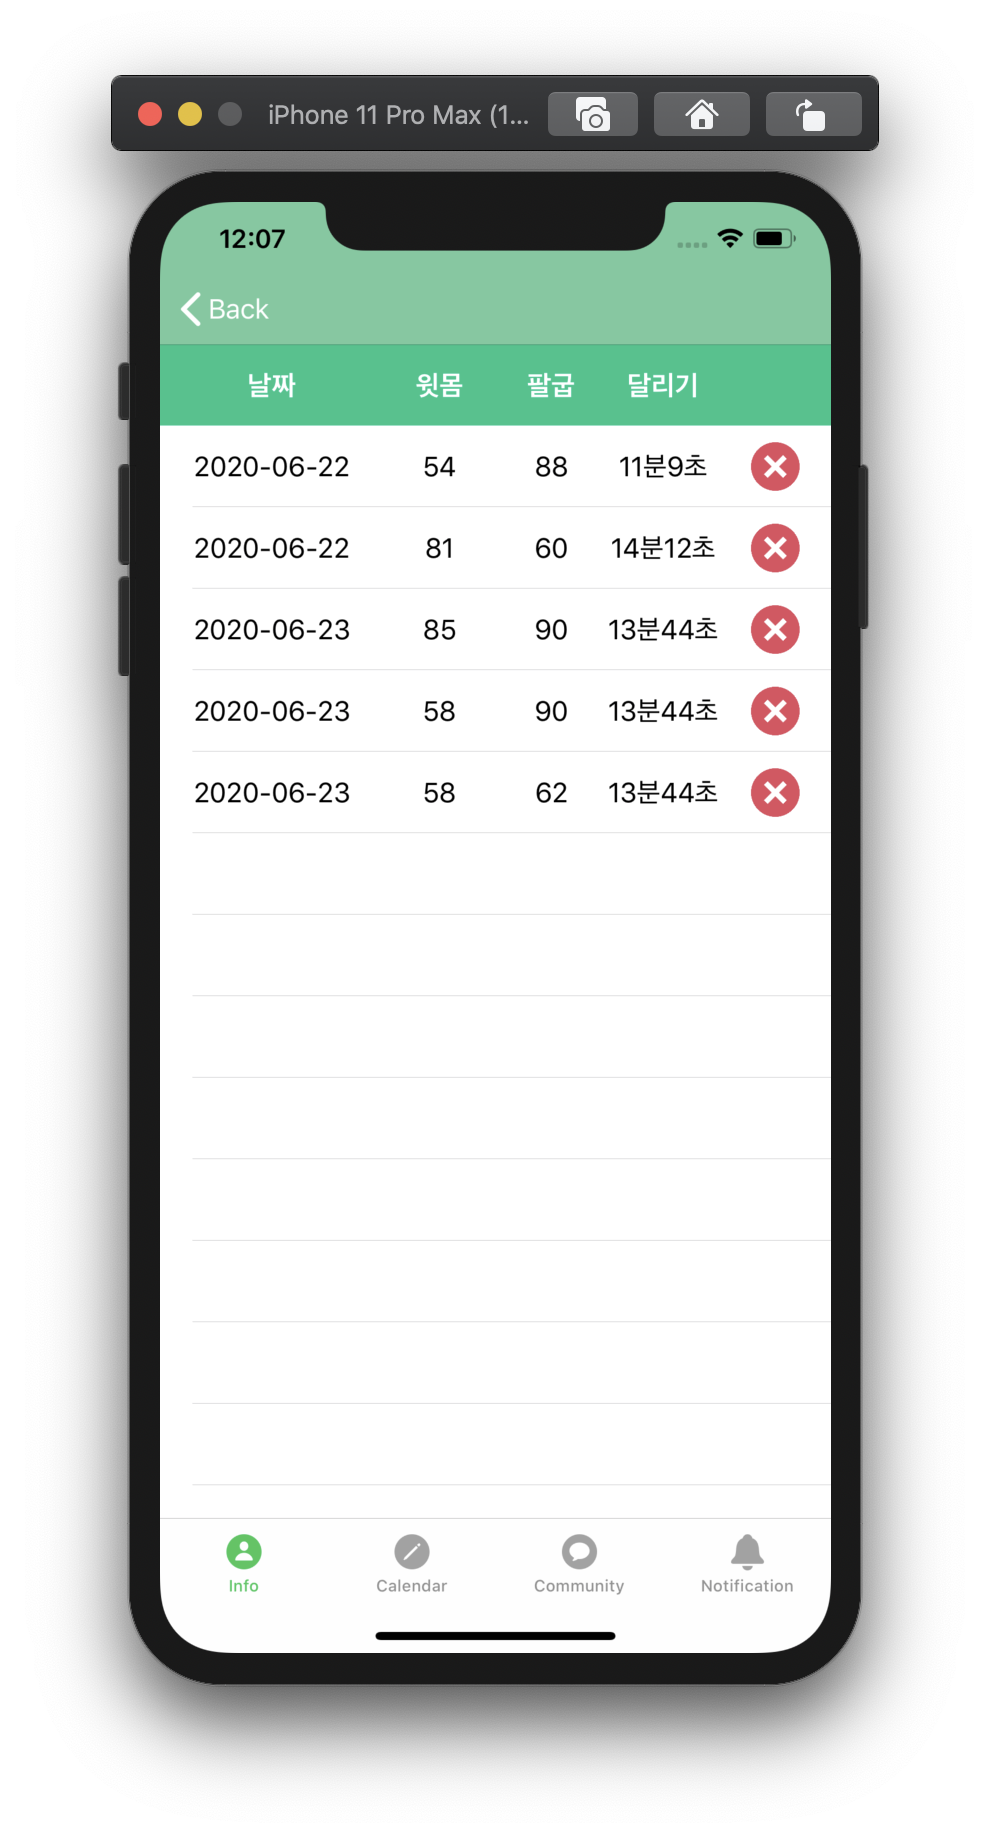 iPhone 11 Pro Max (1...
12:07
Back
날짜 윗몸 팔굽 달리기
2020-06-22 54 88 11분9초
2020-06-22 81 60 14분12초
2020-06-23 85 90 13분44초
2020-06-23 58 90 13분44초
2020-06-23 58 62 13분44초
Info Calendar Community Notification